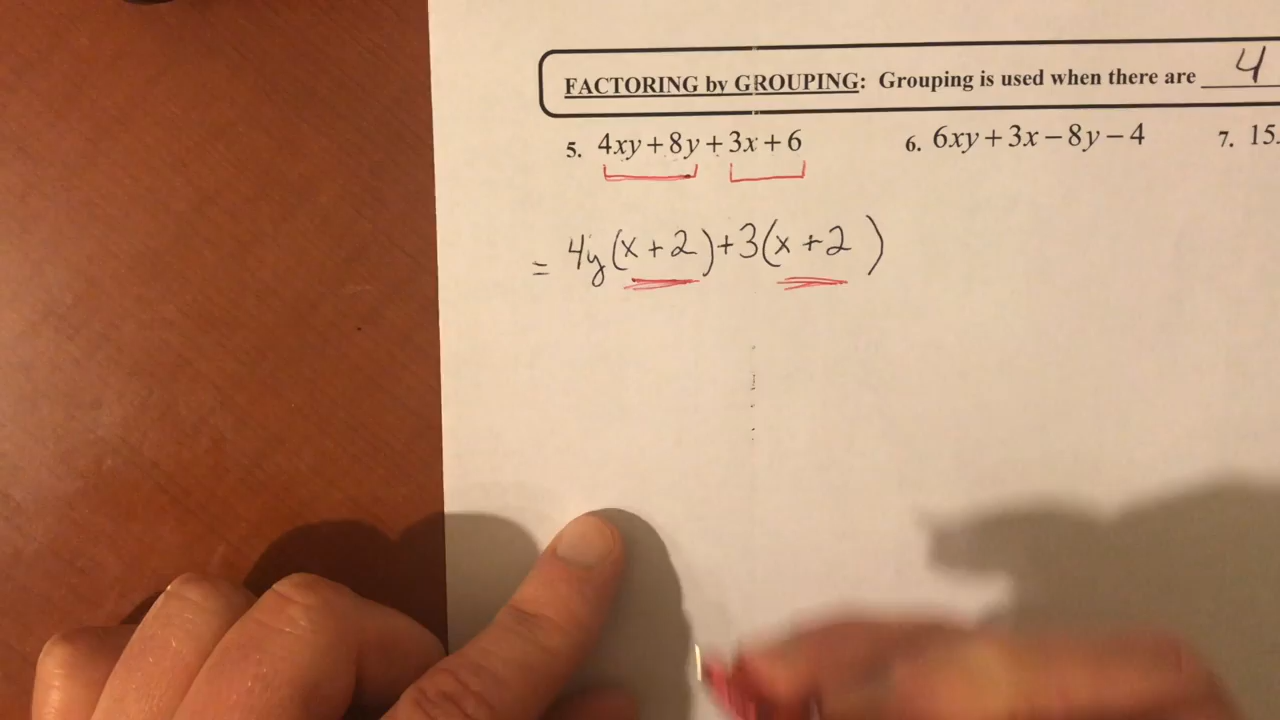 FACTORING by GROUPING: Grouping is used when there are 4
5. 4xy+8y+3x+6 6. 6xy+3x−8y−4 7. 15
= 4y(x+2)+3(x+2)